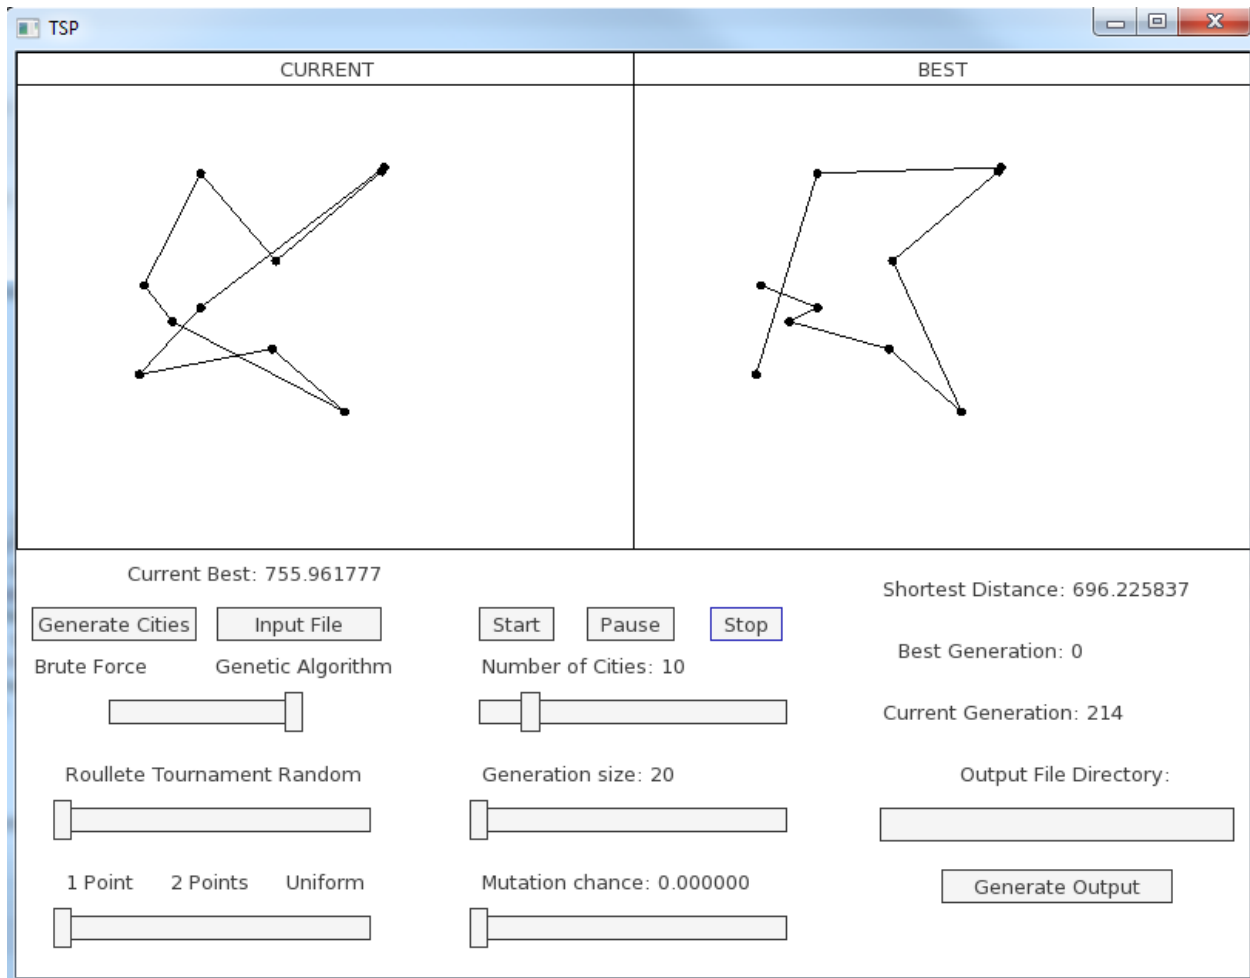 TSP
CURRENT
BEST
Current Best: 755.961777
Shortest Distance: 696.225837
Generate Cities
Input File
Start
Pause
Stop
Brute Force
Genetic Algorithm
Number of Cities: 10
Best Generation: 0
Current Generation: 214
Roullete Tournament Random
Generation size: 20
Output File Directory:
1 Point
2 Points
Uniform
Mutation chance: 0.000000
Generate Output